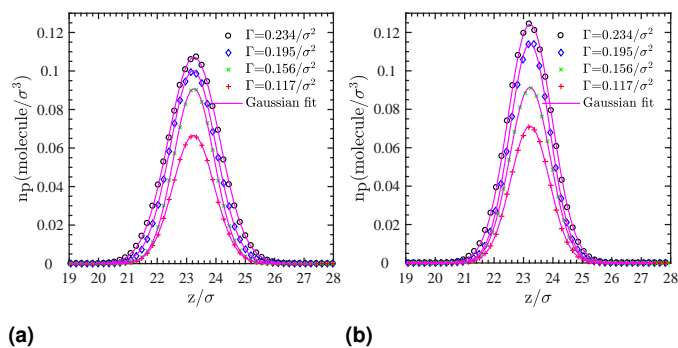 0.12
0.1
0.08
0.06
0.04
0.02
0
n_p(molecule/σ³)
Γ=0.234/σ²
Γ=0.195/σ²
Γ=0.156/σ²
Γ=0.117/σ²
Gaussian fit
19 20 21 22 23 24 25 26 27 28
z/σ
(a)
0.12
0.1
0.08
0.06
0.04
0.02
0
n_p(molecule/σ³)
Γ=0.234/σ²
Γ=0.195/σ²
Γ=0.156/σ²
Γ=0.117/σ²
Gaussian fit
19 20 21 22 23 24 25 26 27 28
z/σ
(b)